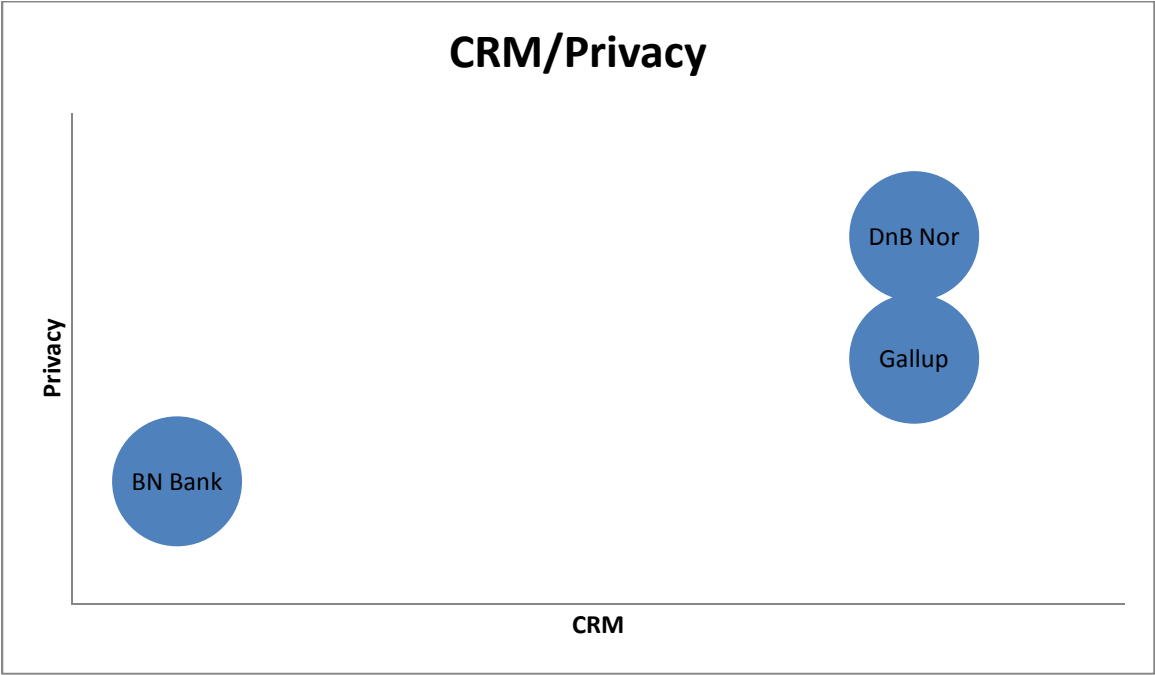 CRM/Privacy
DnB Nor
Gallup
Privacy
BN Bank
CRM